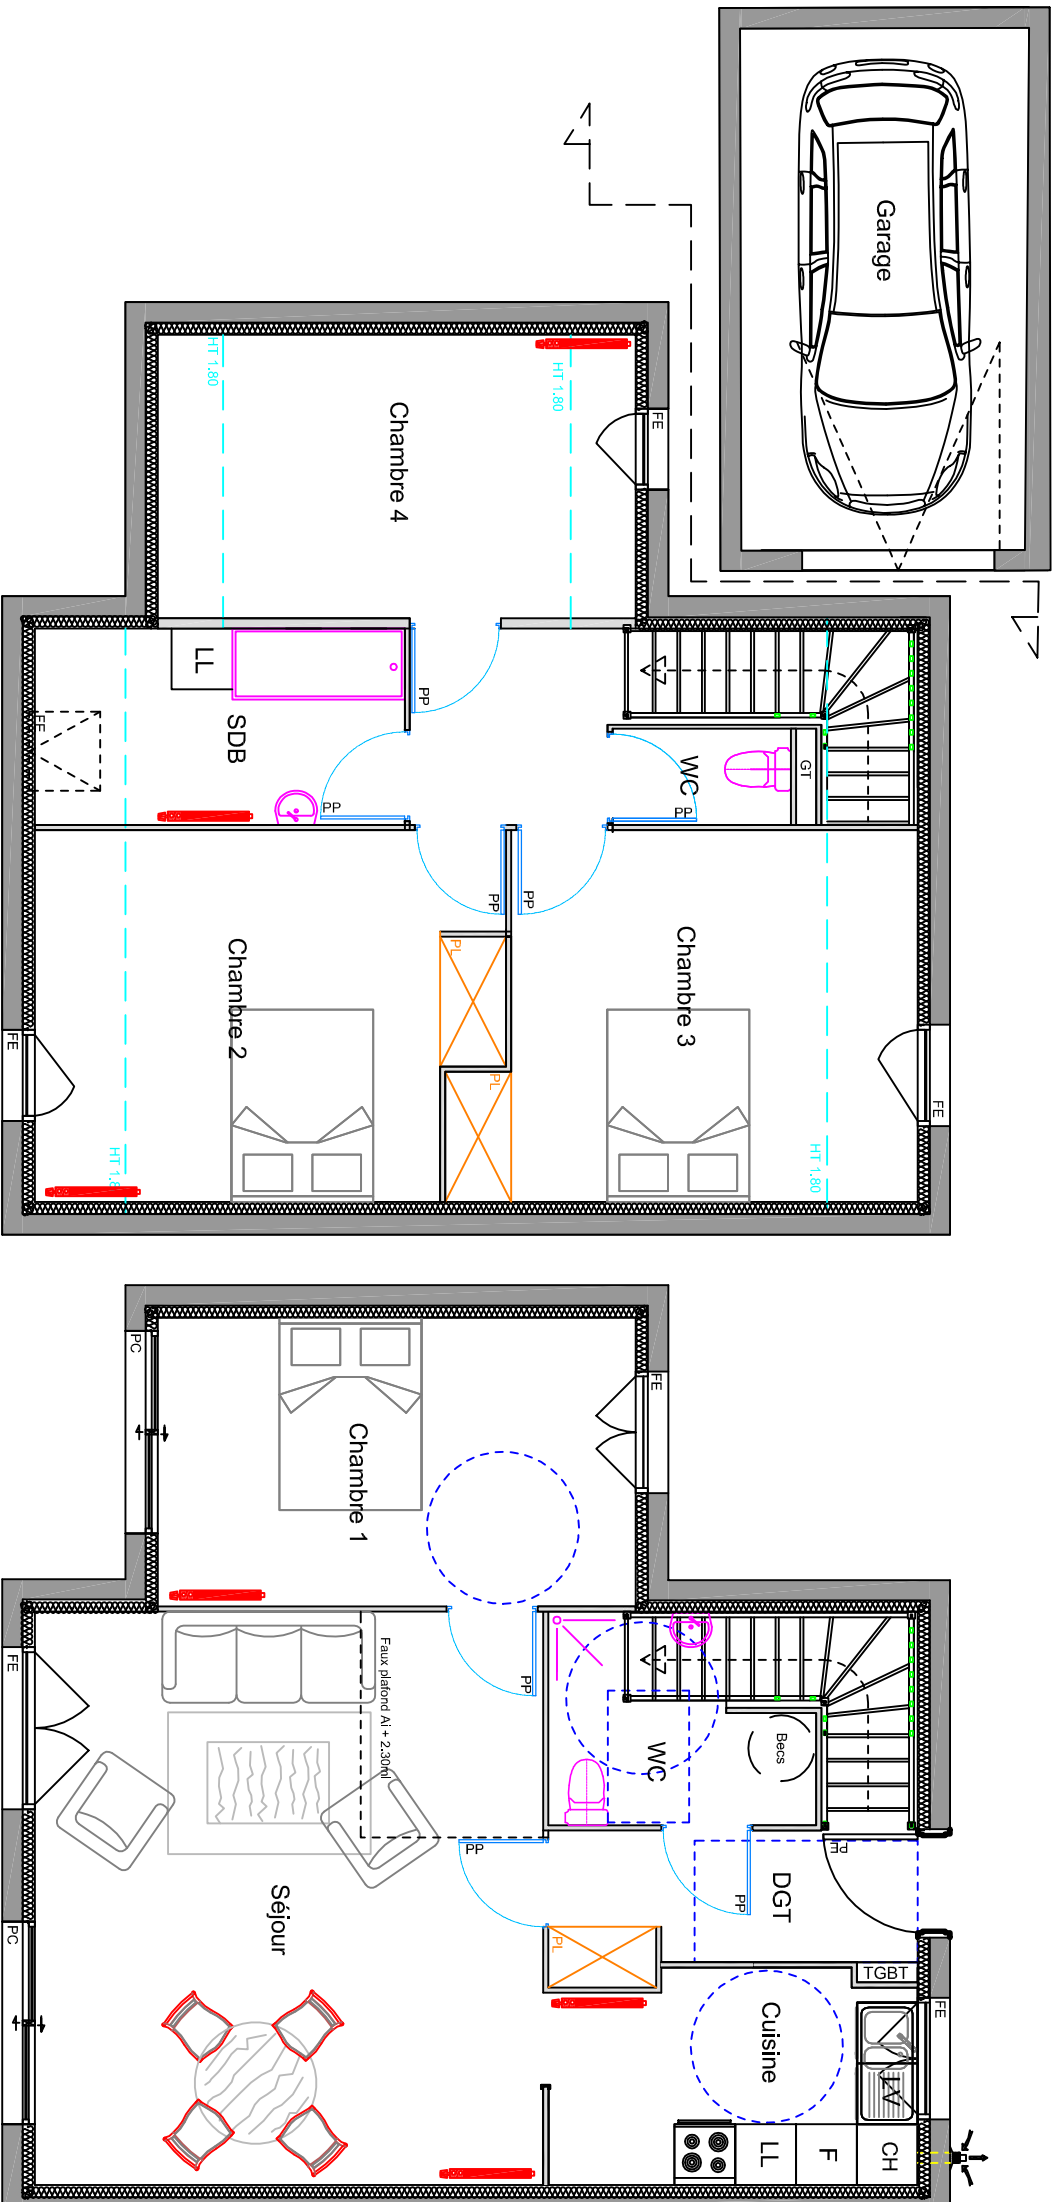 Garage
HT 1.80
HT 1.80
Chambre 4
FE
PP
LL
SDB
FE
PP
WC
GT
PP
PP
PP
PL
PL
Chambre 2
Chambre 3
FE
FE
HT 1.8
HT 1.80
PC
FE
Chambre 1
PP
Faux plafond Ai + 2.30ml
FE
WC
Becs
PP
PP
DGT
PE
Séjour
PC
PL
TGBT
FE
Cuisine
LV
LL
F
CH